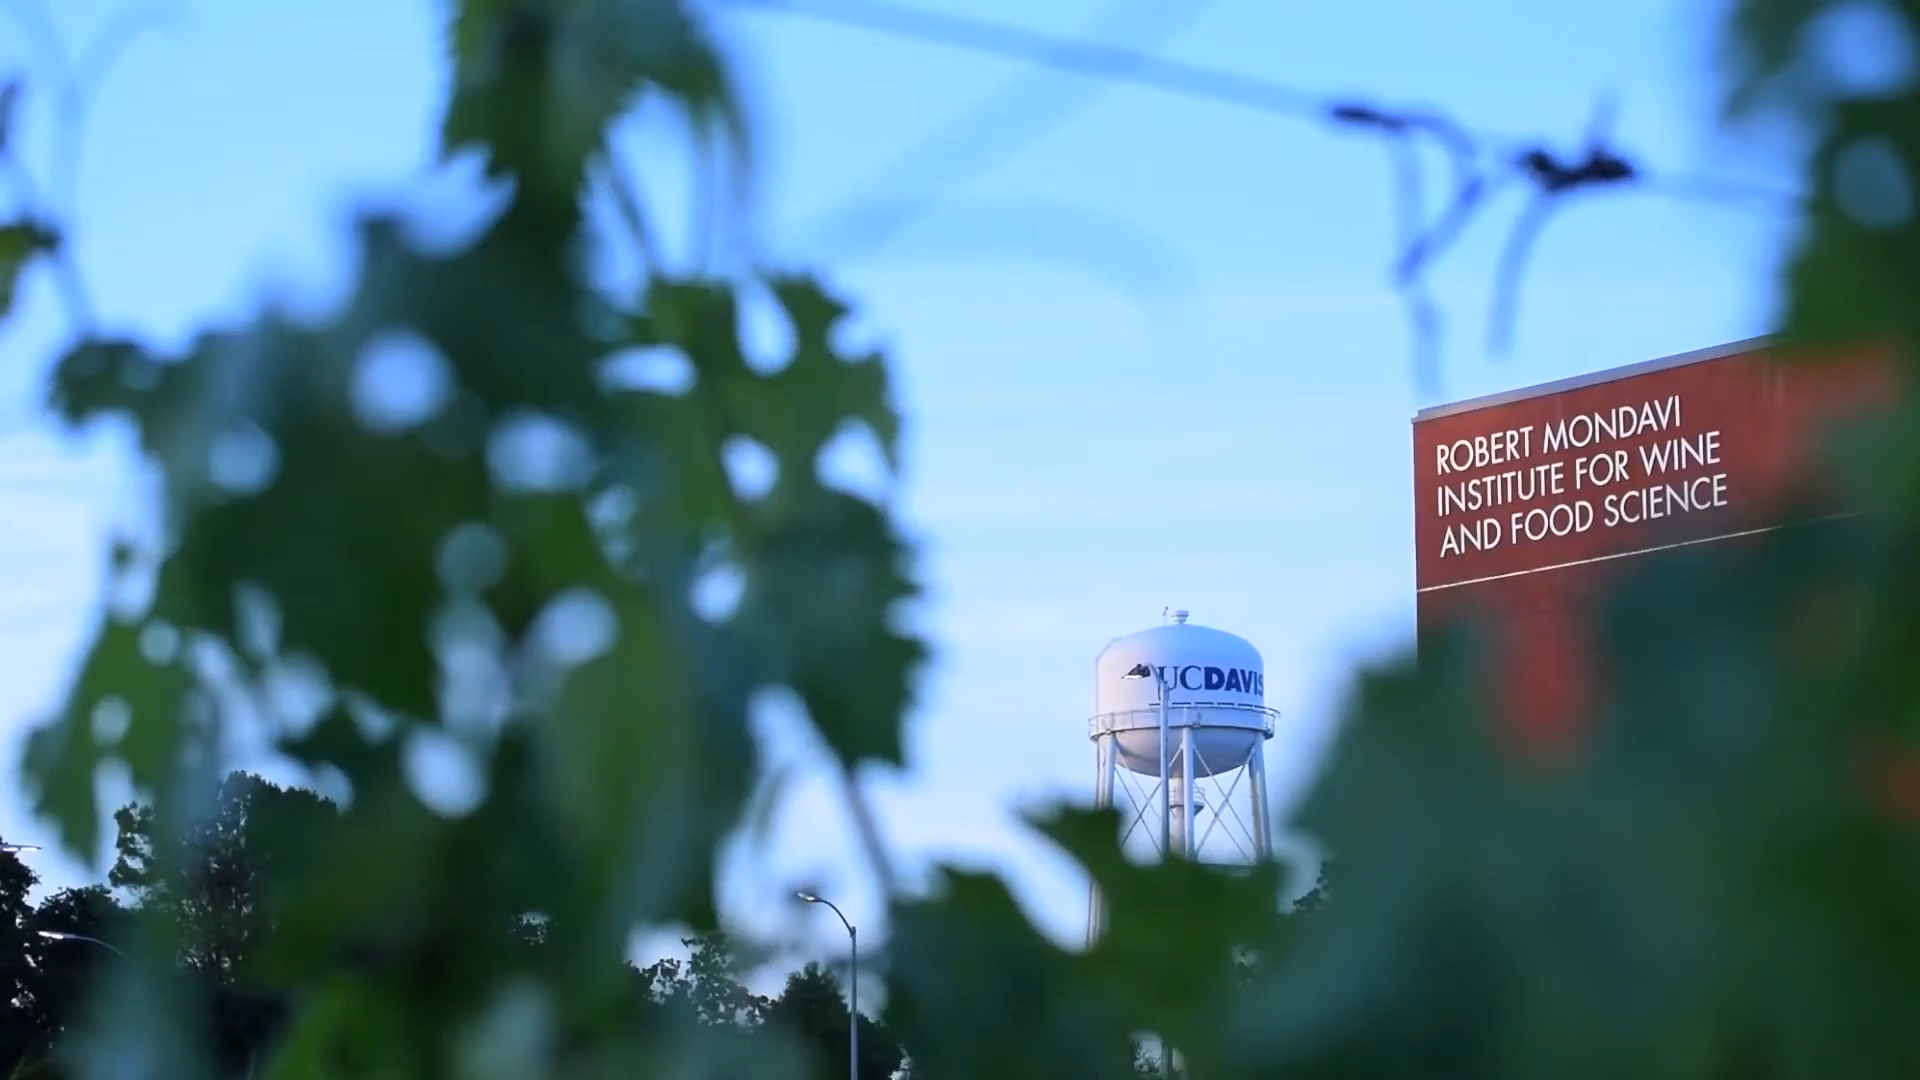 ROBERT MONDAVI
INSTITUTE FOR WINE
AND FOOD SCIENCE
UCDAVIS